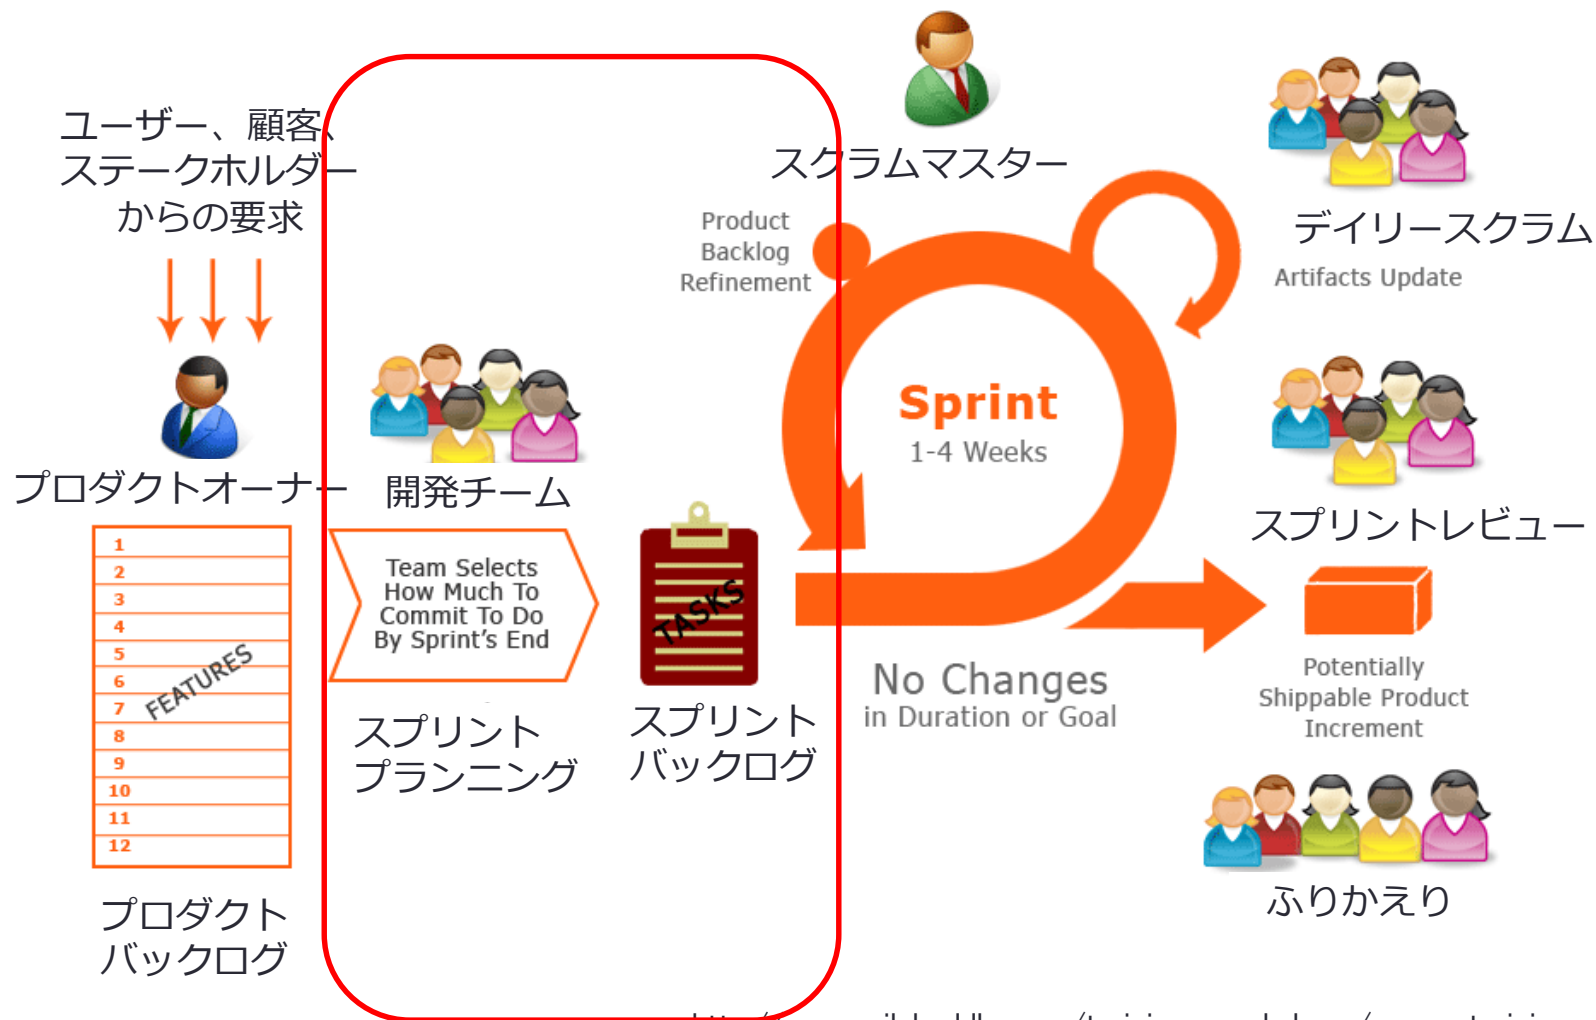 ユーザー、顧客、
ステークホルダー
からの要求
プロダクトオーナー
1
2
3
4
5
6
7
8
9
10
11
12
FEATURES
プロダクト
バックログ
開発チーム
Team Selects
How Much To
Commit To Do
By Sprint's End
スプリント
プランニング
TASKS
スプリント
バックログ
スクラムマスター
Product
Backlog
Refinement
Sprint
1-4 Weeks
No Changes
in Duration or Goal
デイリースクラム
Artifacts Update
スプリントレビュー
Potentially
Shippable Product
Increment
ふりかえり